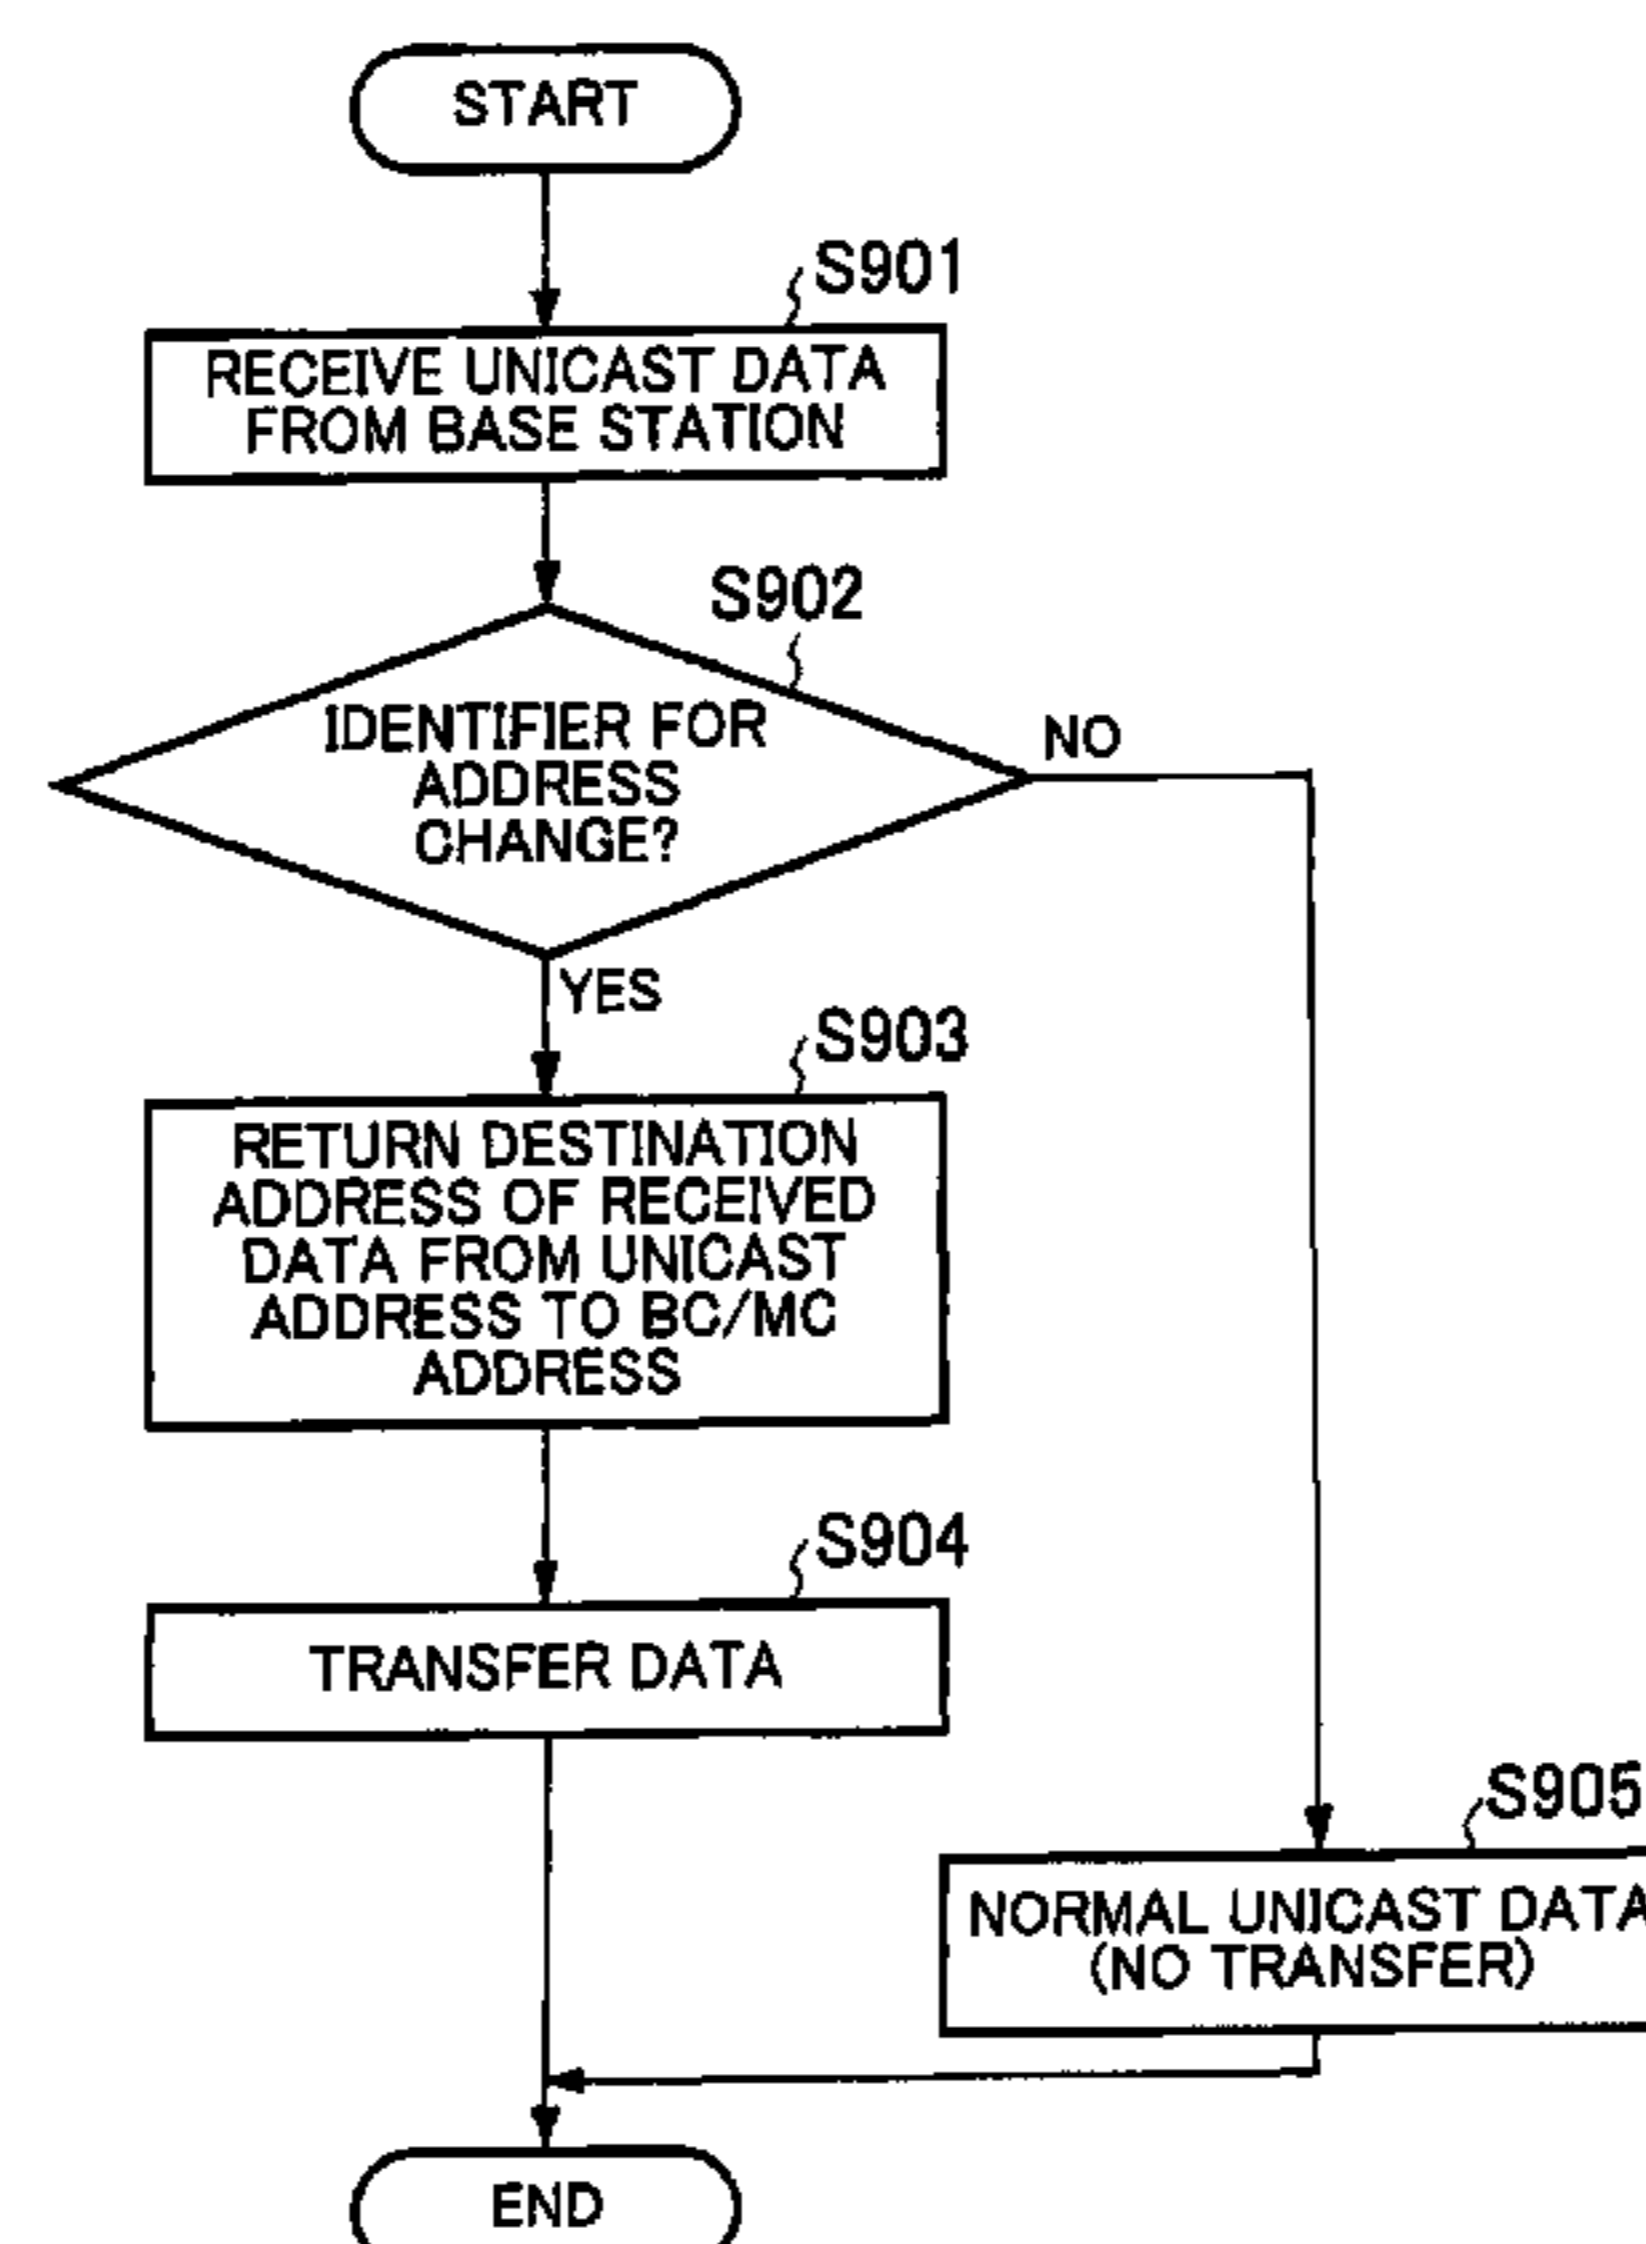 START
S901
RECEIVE UNICAST DATA
FROM BASE STATION
S902
IDENTIFIER FOR
ADDRESS
CHANGE?
NO
YES
S903
RETURN DESTINATION
ADDRESS OF RECEIVED
DATA FROM UNICAST
ADDRESS TO BC/MC
ADDRESS
S904
TRANSFER DATA
S905
NORMAL UNICAST DATA
(NO TRANSFER)
END